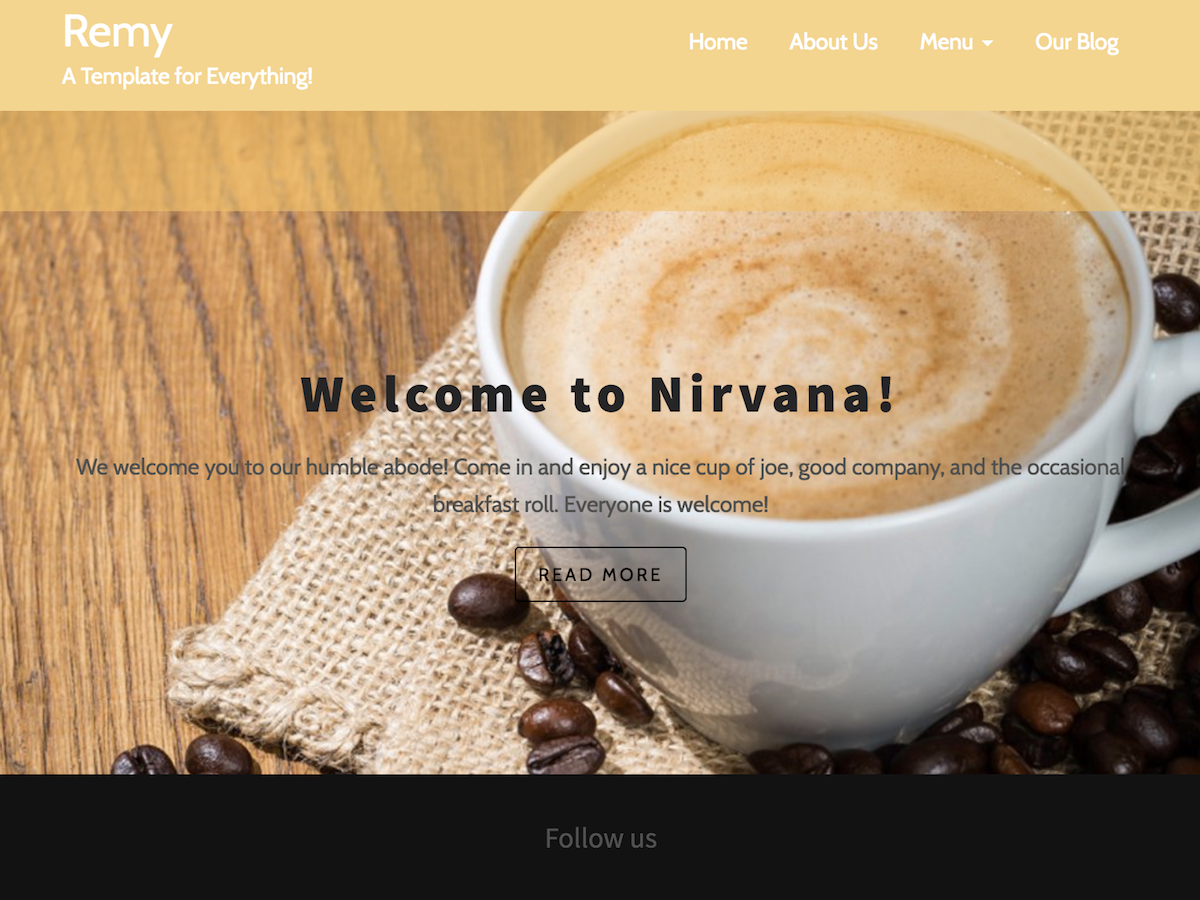 Remy
A Template for Everything!
Home About Us Menu Our Blog
Welcome to Nirvana!
We welcome you to our humble abode! Come in and enjoy a nice cup of joe, good company, and the occasional
breakfast roll. Everyone is welcome!
READ MORE
Follow us